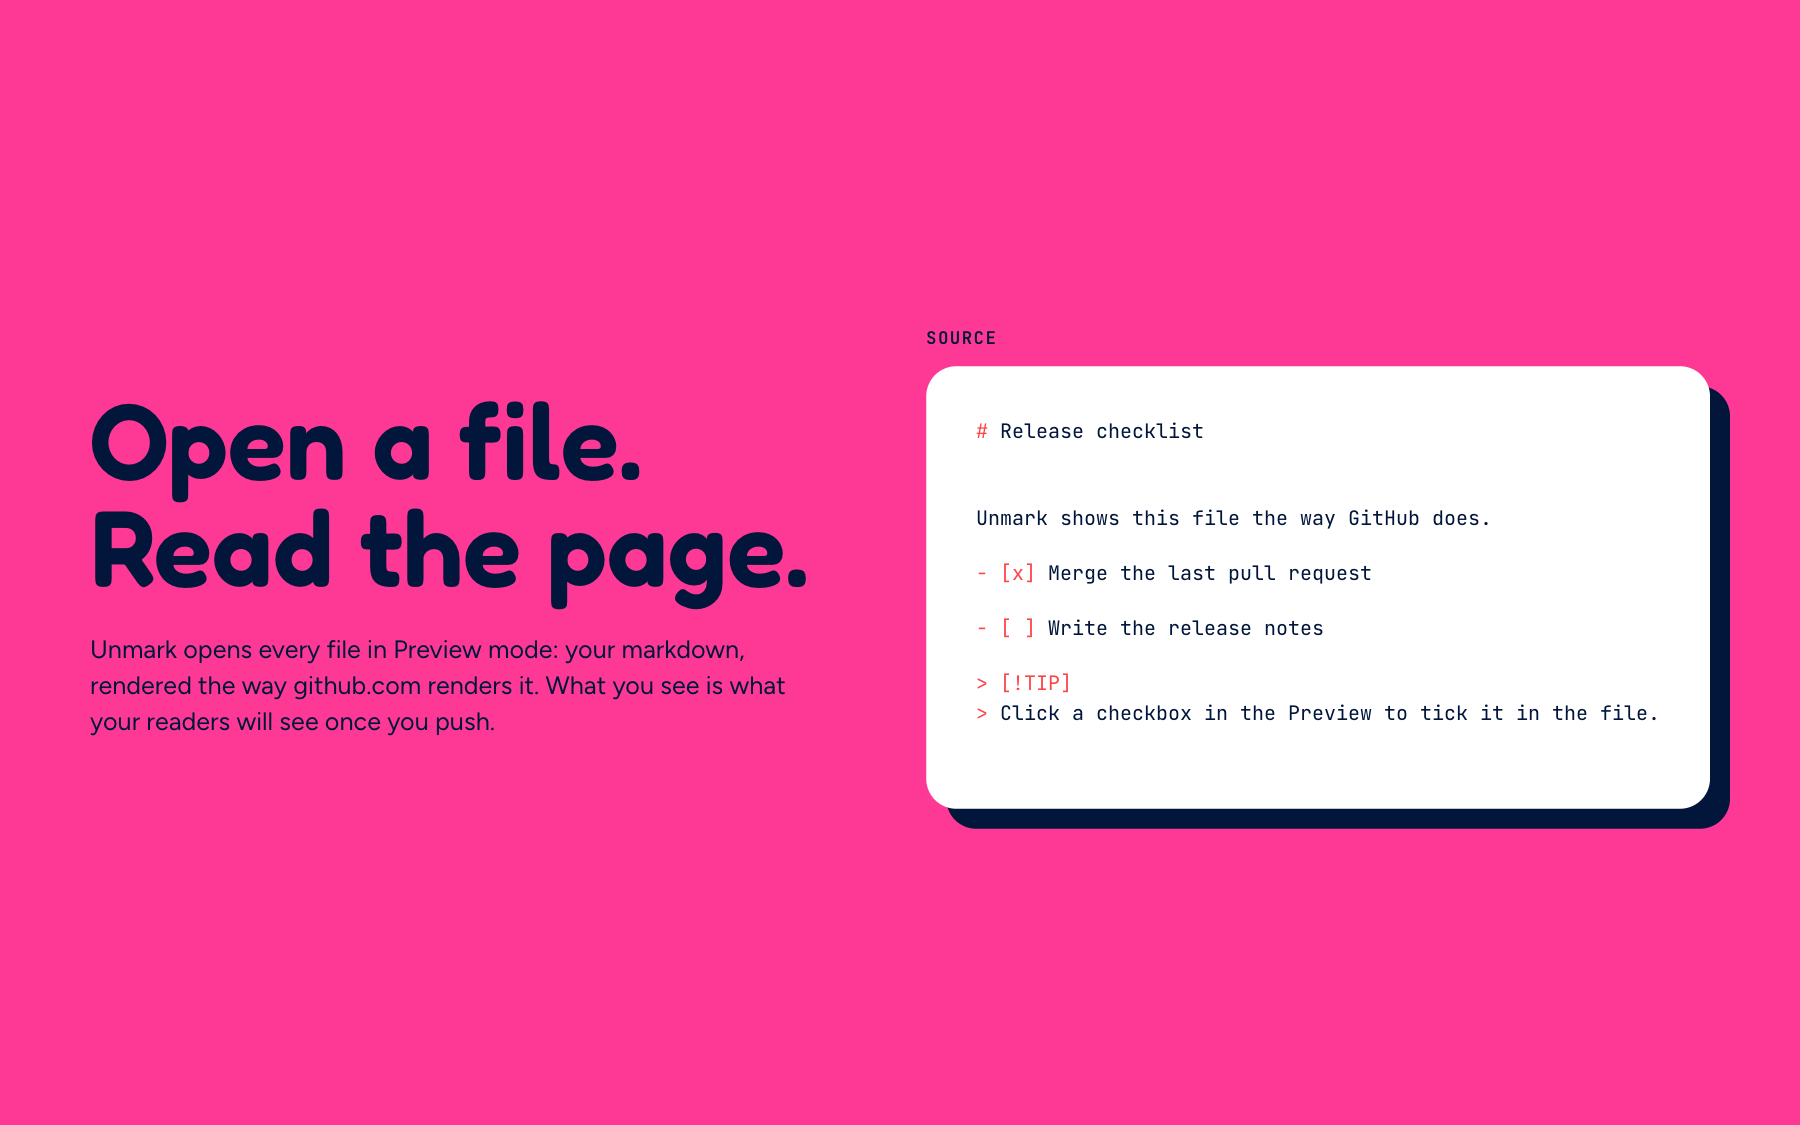 Open a file.
Read the page.
Unmark opens every file in Preview mode: your markdown,
rendered the way github.com renders it. What you see is what
your readers will see once you push.
SOURCE
# Release checklist
Unmark shows this file the way GitHub does.
- [x] Merge the last pull request
- [ ] Write the release notes
> [!TIP]
> Click a checkbox in the Preview to tick it in the file.